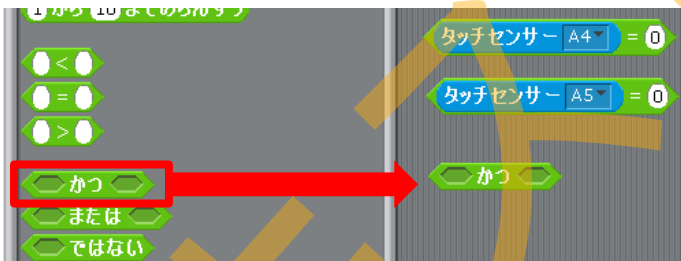 1 から 10 までのらんすう
<
=
>
かつ
または
ではない
タッチセンサー A4 = 0
タッチセンサー A5 = 0
かつ